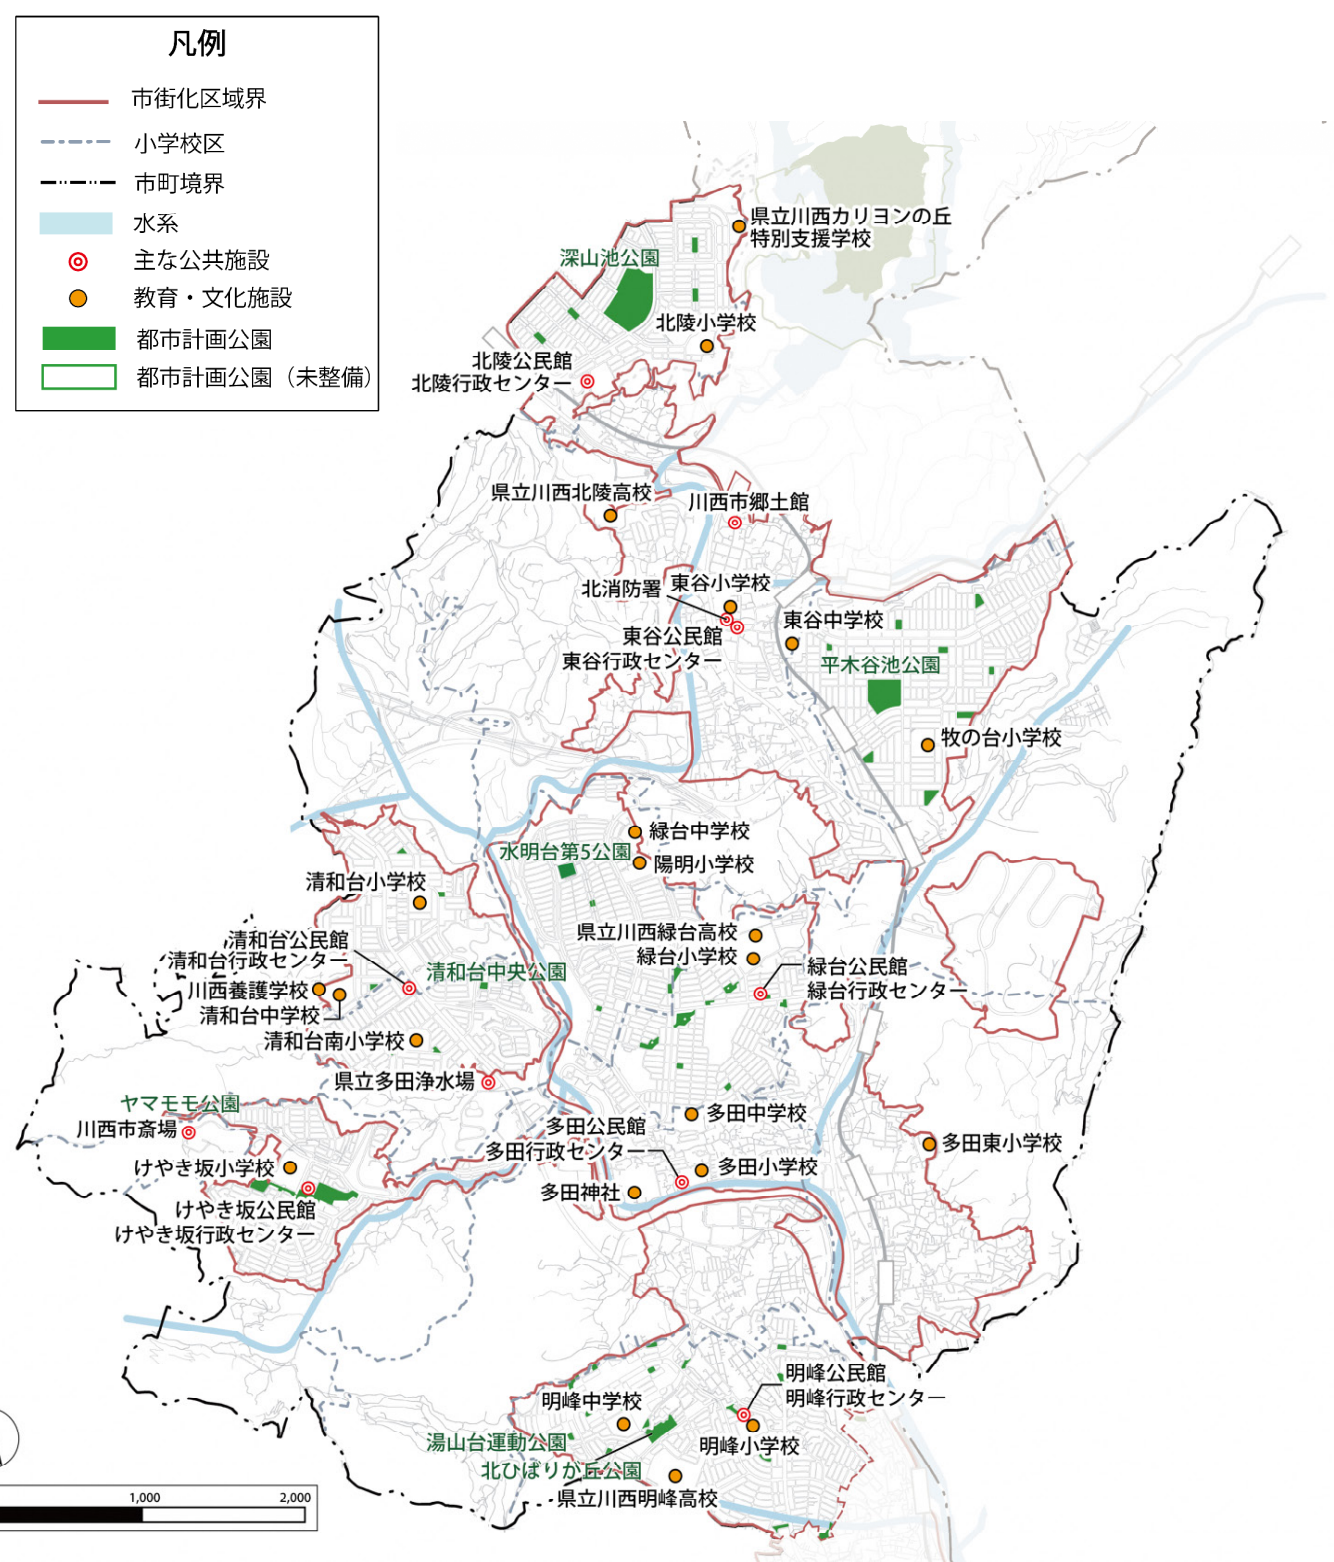 凡例
市街化区域界
小学校区
市町境界
水系
主な公共施設
教育・文化施設
都市計画公園
都市計画公園（未整備）
県立川西カリヨンの丘
特別支援学校
深山池公園
北陵小学校
北陵公民館
北陵行政センター
県立川西北陵高校
川西市郷土館
北消防署
東谷小学校
東谷中学校
東谷公民館
東谷行政センター
平木谷池公園
牧の台小学校
緑台中学校
水明台第5公園
陽明小学校
清和台小学校
県立川西緑台高校
緑台小学校
清和台公民館
清和台行政センター
清和台中央公園
緑台公民館
緑台行政センター
川西養護学校
清和台中学校
清和台南小学校
県立多田浄水場
ヤマモモ公園
川西市斎場
多田中学校
多田公民館
多田行政センター
多田東小学校
けやき坂小学校
多田小学校
多田神社
けやき坂公民館
けやき坂行政センター
明峰公民館
明峰行政センター
明峰中学校
明峰小学校
湯山台運動公園
北ひばりが丘公園
県立川西明峰高校
1,000
2,000